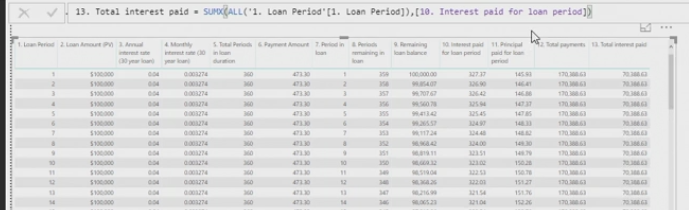 13. Total interest paid = SUMX(ALL('1. Loan Period'[1. Loan Period]),[10. Interest paid for loan period])
1. Loan Period 2. Loan Amount (PV) 3. Annual interest rate (30 year loan) 4. Monthly interest rate (30 year loan) 5. Total Periods in loan duration 6. Payment Amount 7. Period in loan 8. Periods remaining in loan 9. Remaining loan balance 10. Interest paid for loan period 11. Principal paid for loan period 12. Total payments 13. Total interest paid
1 $100,000 0.04 0.003274 360 473.30 1 359 100,000.00 327.37 145.93 170,388.63 70,388.63
2 $100,000 0.04 0.003274 360 473.30 2 358 99,854.07 326.90 146.41 170,388.63 70,388.63
3 $100,000 0.04 0.003274 360 473.30 3 357 99,707.67 326.42 146.88 170,388.63 70,388.63
4 $100,000 0.04 0.003274 360 473.30 4 356 99,560.78 325.94 147.37 170,388.63 70,388.63
5 $100,000 0.04 0.003274 360 473.30 5 355 99,413.42 325.45 147.85 170,388.63 70,388.63
6 $100,000 0.04 0.003274 360 473.30 6 354 99,265.57 324.97 148.33 170,388.63 70,388.63
7 $100,000 0.04 0.003274 360 473.30 7 353 99,117.24 324.48 148.82 170,388.63 70,388.63
8 $100,000 0.04 0.003274 360 473.30 8 352 98,968.42 324.00 149.30 170,388.63 70,388.63
9 $100,000 0.04 0.003274 360 473.30 9 351 98,819.11 323.51 149.79 170,388.63 70,388.63
10 $100,000 0.04 0.003274 360 473.30 10 350 98,669.32 323.02 150.28 170,388.63 70,388.63
11 $100,000 0.04 0.003274 360 473.30 11 349 98,519.04 322.53 150.78 170,388.63 70,388.63
12 $100,000 0.04 0.003274 360 473.30 12 348 98,368.26 322.03 151.27 170,388.63 70,388.63
13 $100,000 0.04 0.003274 360 473.30 13 347 98,216.99 321.54 151.76 170,388.63 70,388.63
14 $100,000 0.04 0.003274 360 473.30 14 346 98,065.23 321.04 152.26 170,388.63 70,388.63